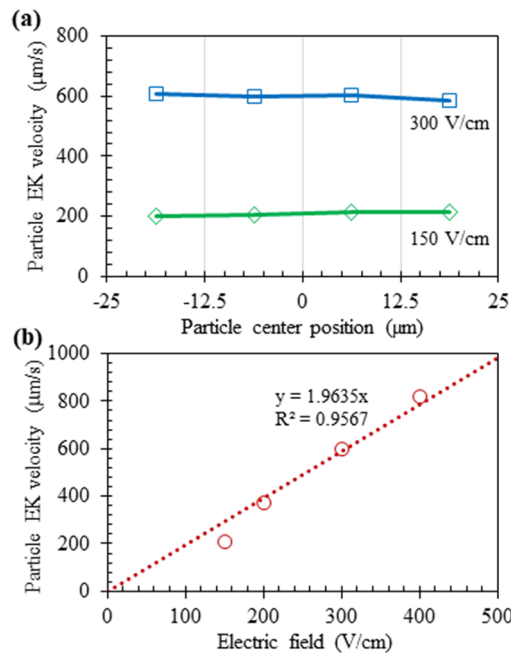 (a)
800
600
400
200
0
Particle EK velocity (μm/s)
300 V/cm
150 V/cm
-25 -12.5 0 12.5 25
Particle center position (μm)
(b)
1000
800
600
400
200
0
Particle EK velocity (μm/s)
y = 1.9635x
R² = 0.9567
0 100 200 300 400 500
Electric field (V/cm)